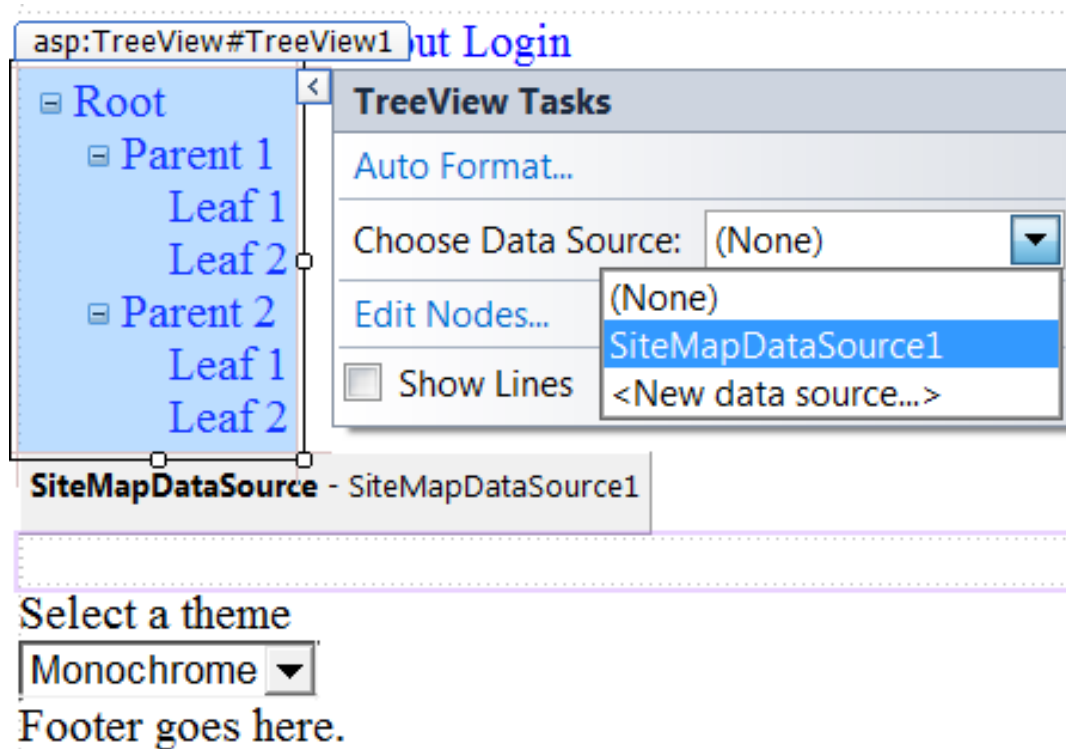 asp:TreeView#TreeView1 ut Login
Root
Parent 1
Leaf 1
Leaf 2
Parent 2
Leaf 1
Leaf 2
TreeView Tasks
Auto Format...
Choose Data Source: (None)
(None)
SiteMapDataSource1
<New data source...>
Edit Nodes...
Show Lines
SiteMapDataSource - SiteMapDataSource1
Select a theme
Monochrome
Footer goes here.